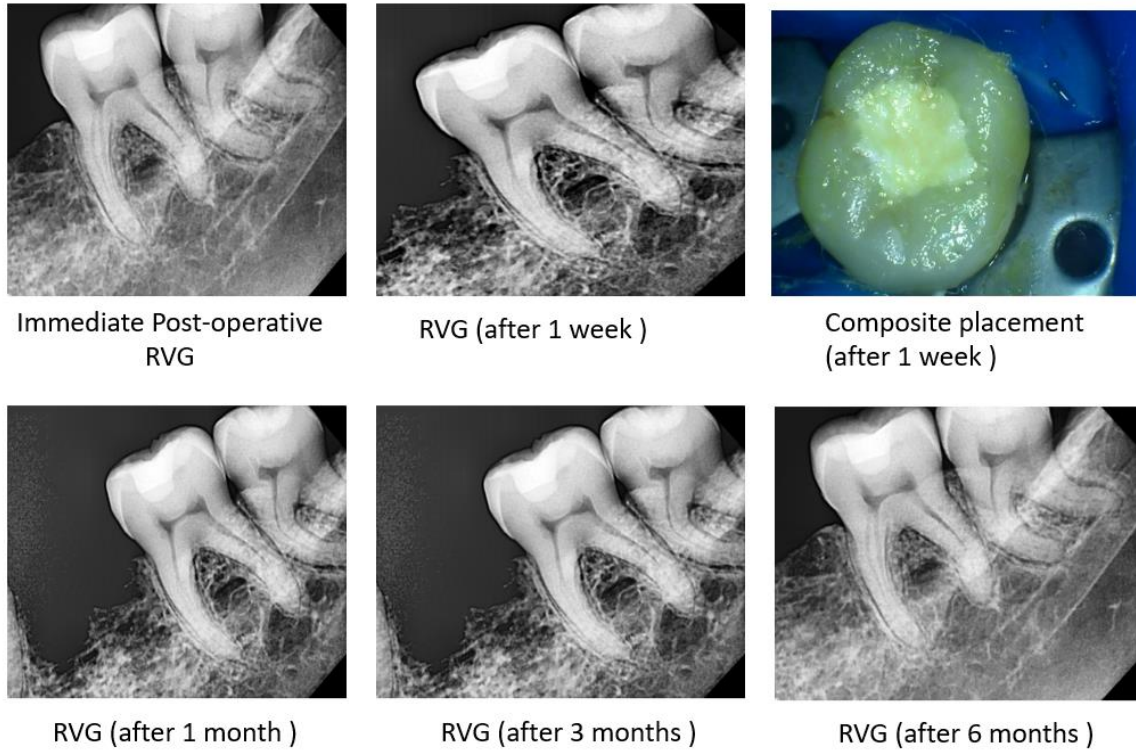 Immediate Post-operative
RVG
RVG (after 1 week )
Composite placement
(after 1 week )
RVG (after 1 month )
RVG (after 3 months )
RVG (after 6 months )